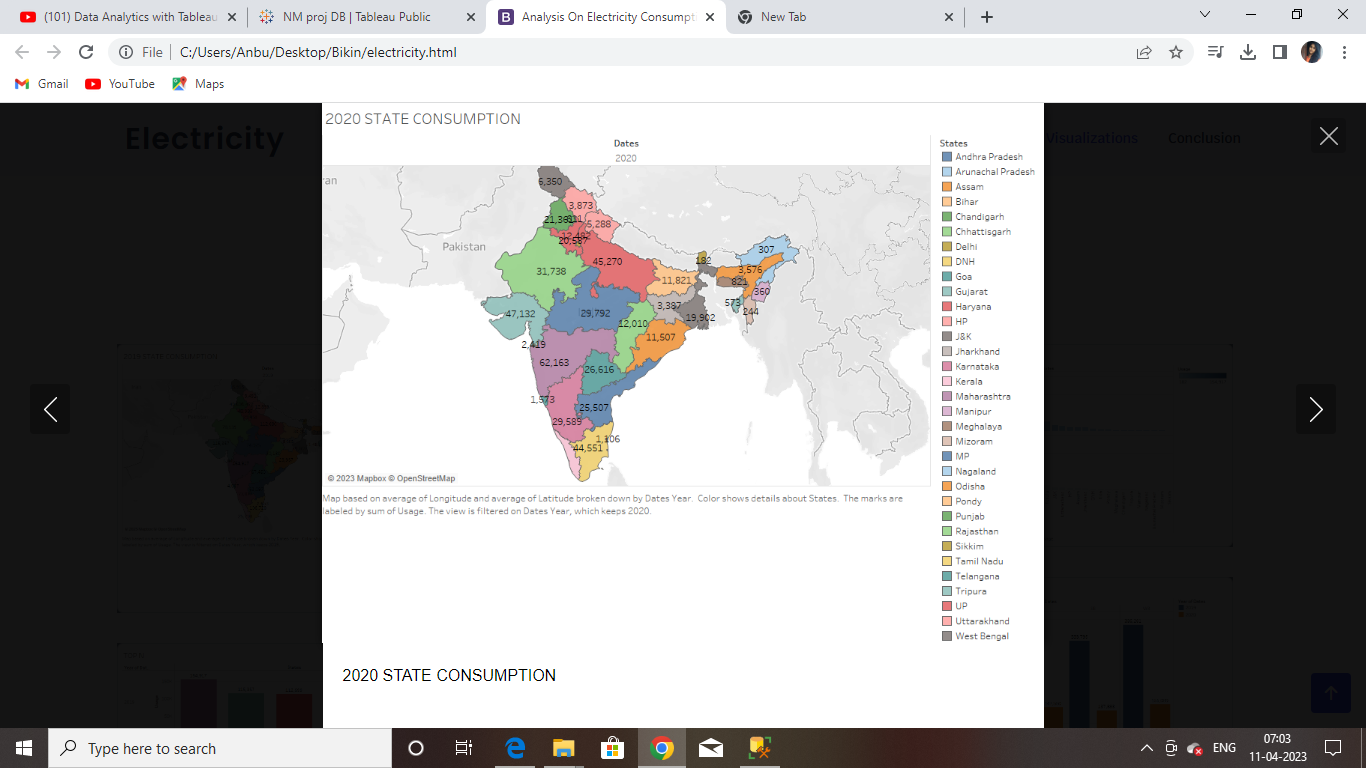 (101) Data Analytics with Tableau
NM proj DB | Tableau Public
Analysis On Electricity Consumpt
New Tab
File
C:/Users/Anbu/Desktop/Bikin/electricity.html
Gmail
YouTube
Maps
Electricity
Visualizations
Conclusion
2020 STATE CONSUMPTION
Dates
2020
ran
Pakistan
6,350
3,873
5,288
20,587
45,270
31,738
182
307
3,576
11,821
821
360
573
244
47,132
29,792
3,387
19,902
12,010
11,507
2,419
62,163
26,616
1,573
25,507
29,589
1,106
44,551
© 2023 Mapbox © OpenStreetMap
Map based on average of Longitude and average of Latitude broken down by Dates Year. Color shows details about States. The marks are
labeled by sum of Usage. The view is filtered on Dates Year, which keeps 2020.
States
Andhra Pradesh
Arunachal Pradesh
Assam
Bihar
Chandigarh
Chhattisgarh
Delhi
DNH
Goa
Gujarat
Haryana
HP
J&K
Jharkhand
Karnataka
Kerala
Maharashtra
Manipur
Meghalaya
Mizoram
MP
Nagaland
Odisha
Pondy
Punjab
Rajasthan
Sikkim
Tamil Nadu
Telangana
Tripura
UP
Uttarakhand
West Bengal
2020 STATE CONSUMPTION
Type here to search
ENG
07:03
11-04-2023